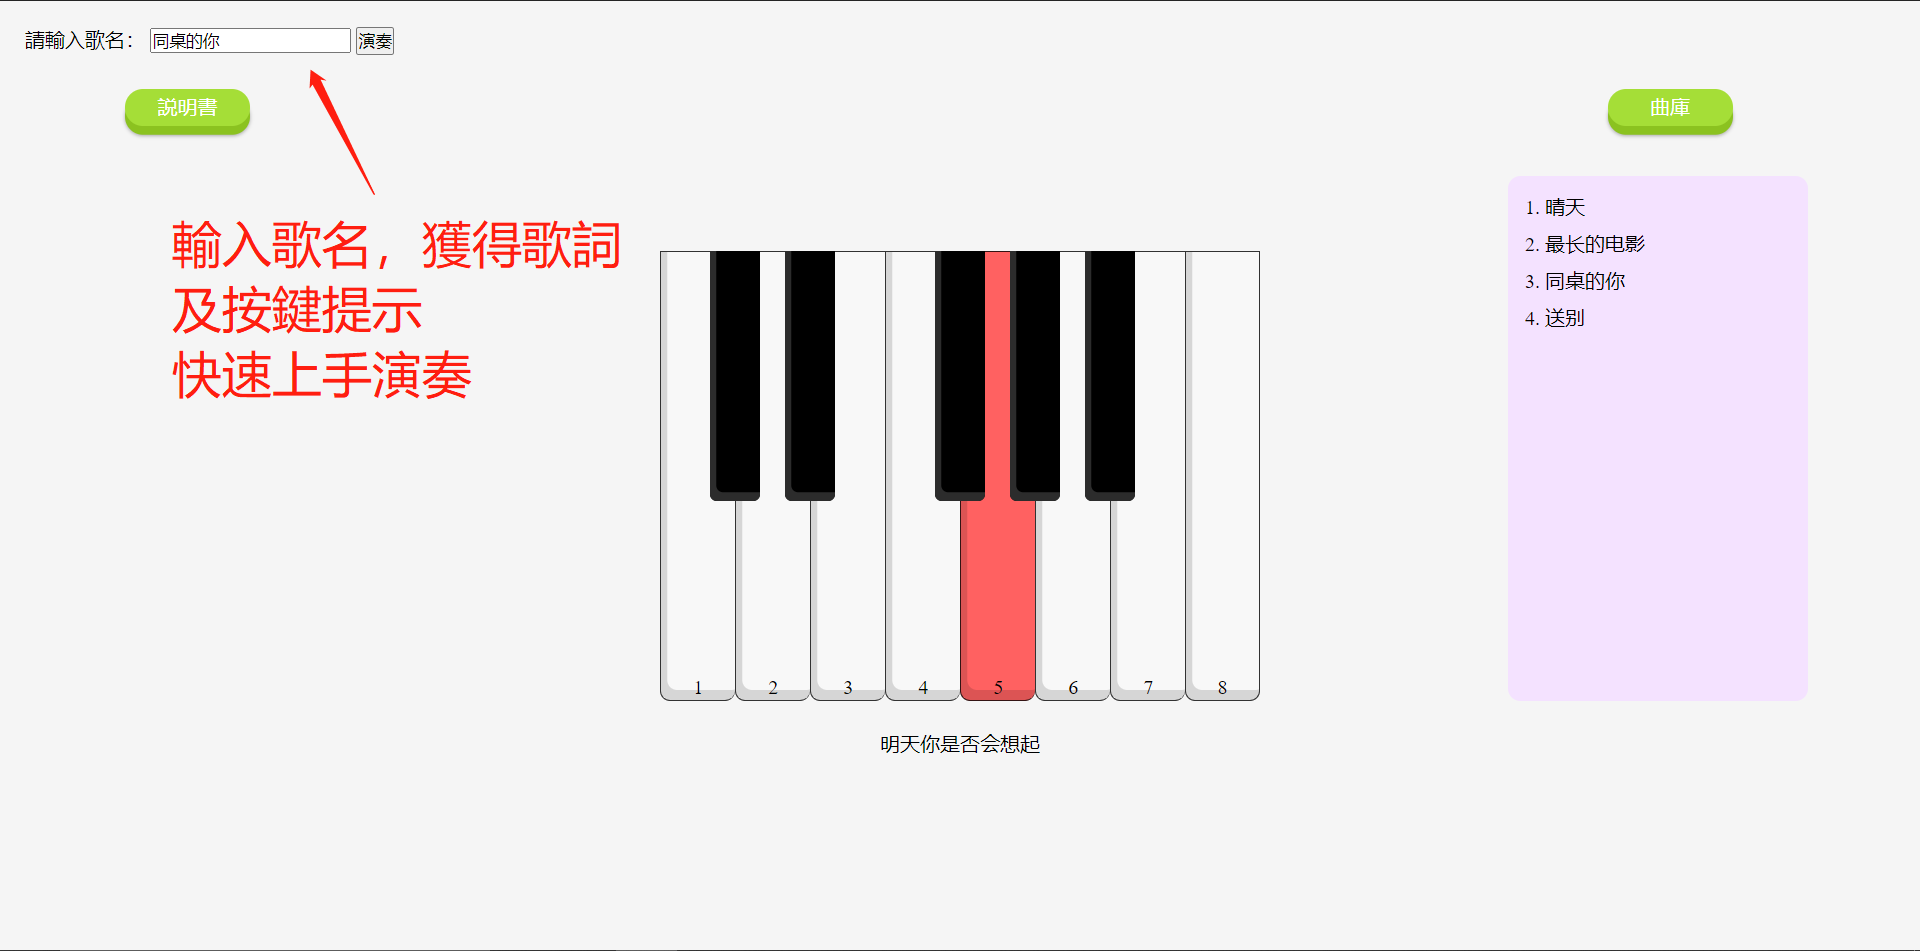 請輸入歌名： 同桌的你 演奏
説明書
曲庫
輸入歌名，獲得歌詞
及按鍵提示
快速上手演奏
1. 晴天
2. 最长的电影
3. 同桌的你
4. 送别
1 2 3 4 5 6 7 8
明天你是否会想起